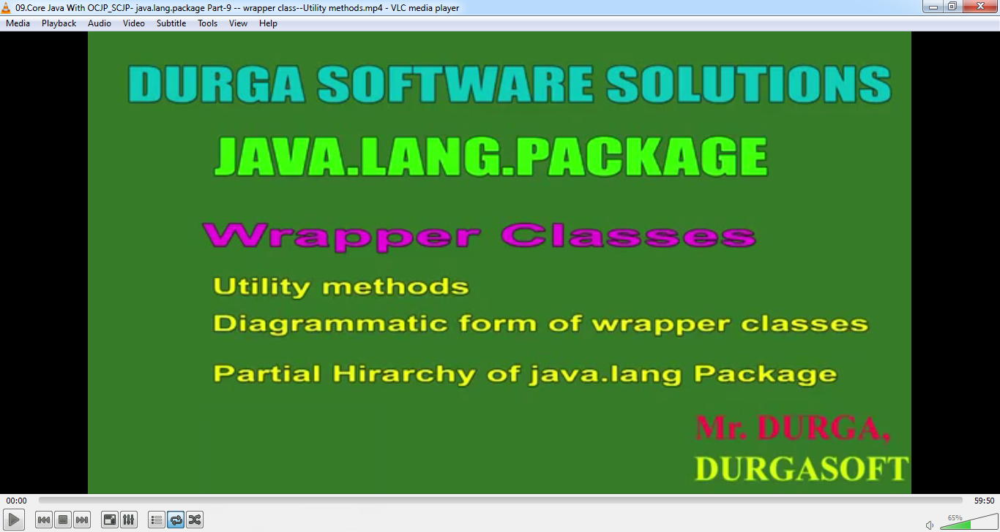 09.Core Java With OCJP_SCJP- java.lang.package Part-9 -- wrapper class--Utility methods.mp4 - VLC media player
Media Playback Audio Video Subtitle Tools View Help
DURGA SOFTWARE SOLUTIONS
JAVA.LANG.PACKAGE
Wrapper Classes
Utility methods
Diagrammatic form of wrapper classes
Partial Hirarchy of java.lang Package
Mr. DURGA,
DURGASOFT
00:00 59:50
65%